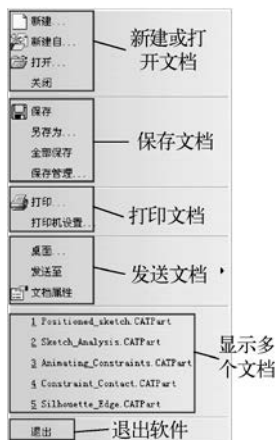 新建...
新建自...
打开...
关闭
新建或打
开文档
保存
另存为...
全部保存
保存管理...
保存文档
打印...
打印机设置...
打印文档
桌面...
发送至
文档属性
发送文档
1 Positioned_sketch.CATPart
2 Sketch_Analysis.CATPart
3 Animating_Constraints.CATPart
4 Constraint_Contact.CATPart
5 Silhouette_Edge.CATPart
显示多
个文档
退出
退出软件